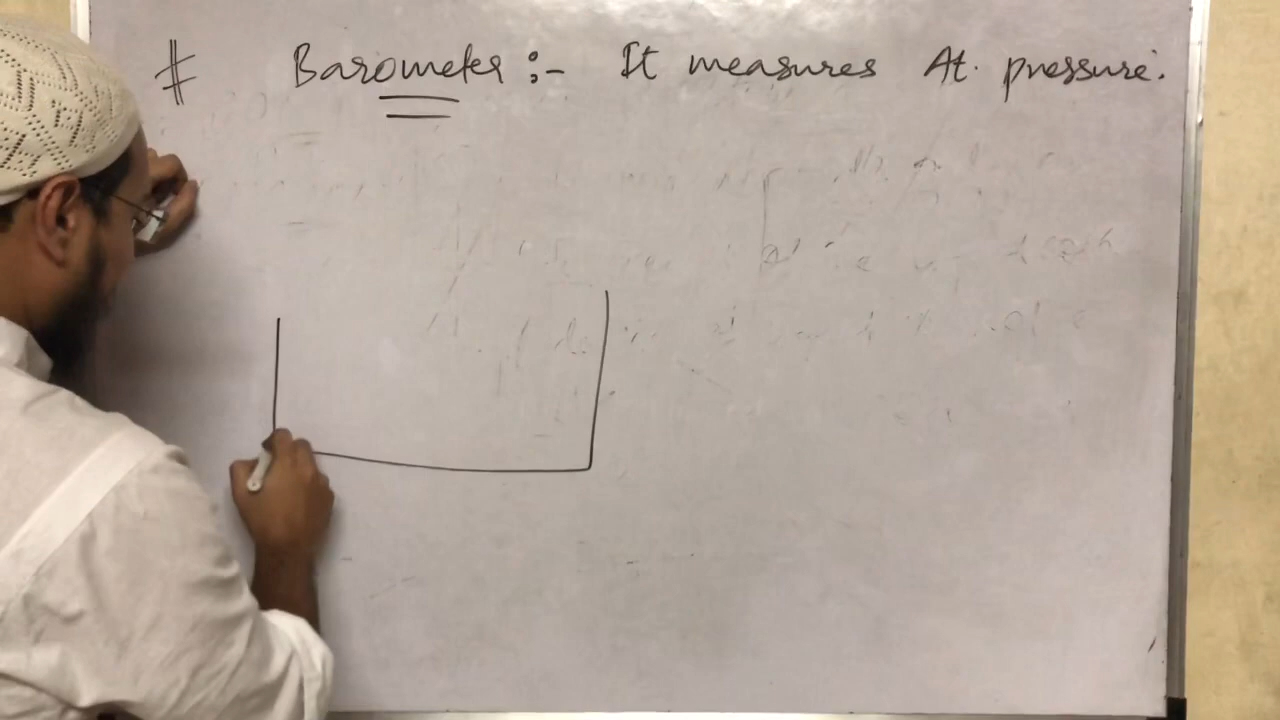 # Barometer :- It measures At. pressure.